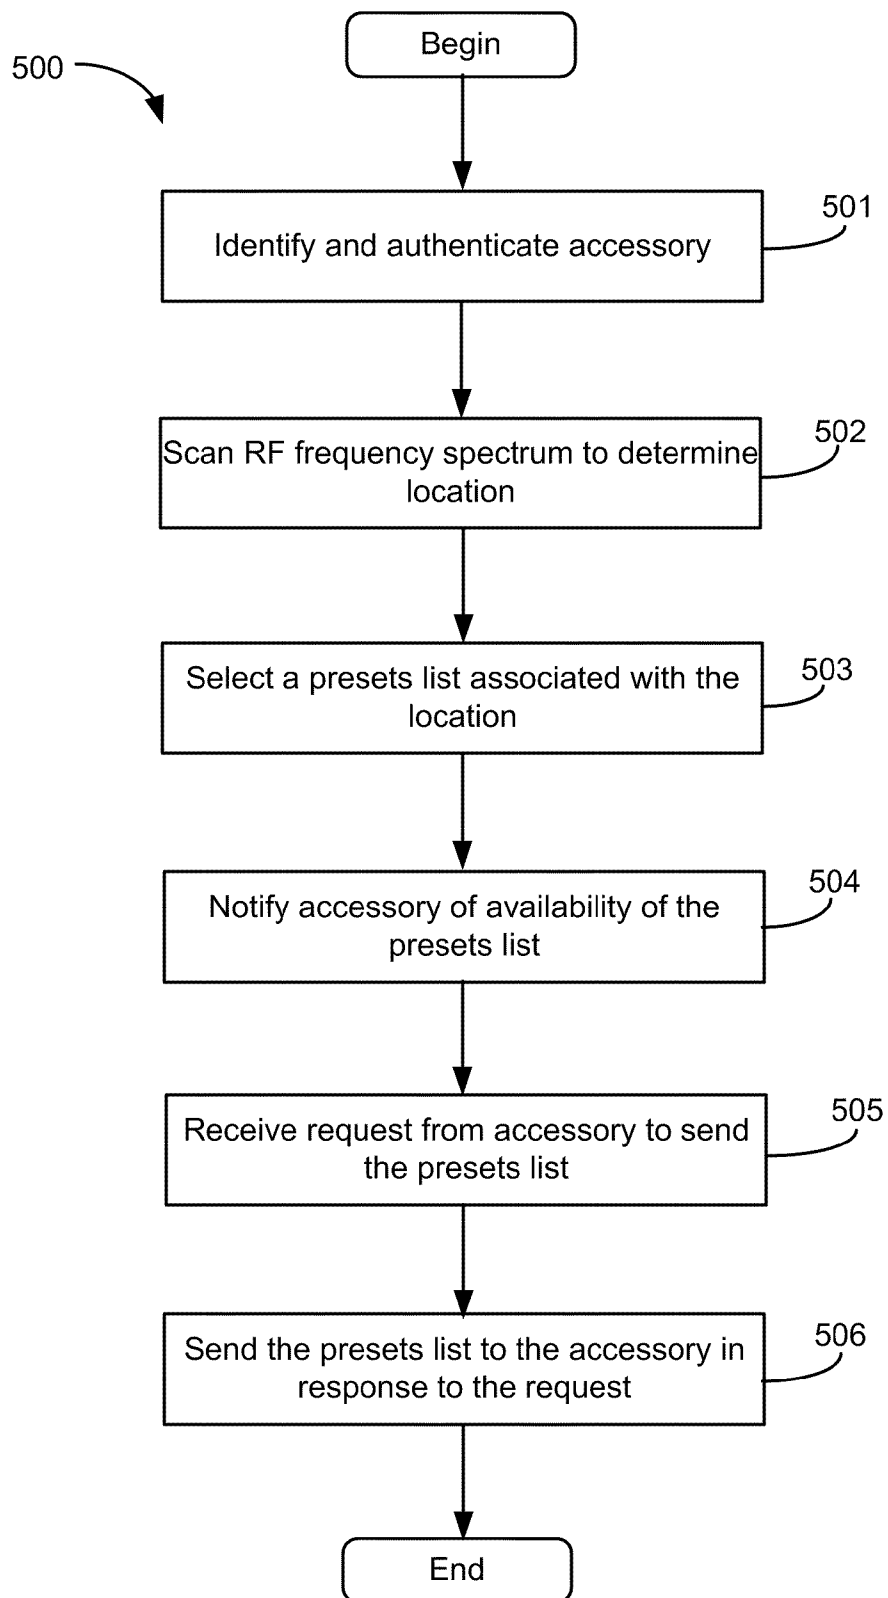 Begin
500
501
Identify and authenticate accessory
502
Scan RF frequency spectrum to determine
location
503
Select a presets list associated with the
location
504
Notify accessory of availability of the
presets list
505
Receive request from accessory to send
the presets list
506
Send the presets list to the accessory in
response to the request
End